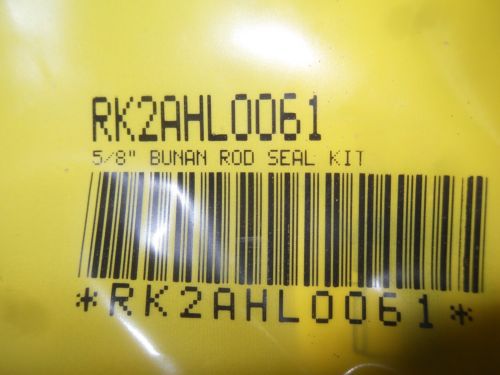 RK2AHL0061
5/8" BUNAN ROD SEAL KIT
*RK2AHL0061*